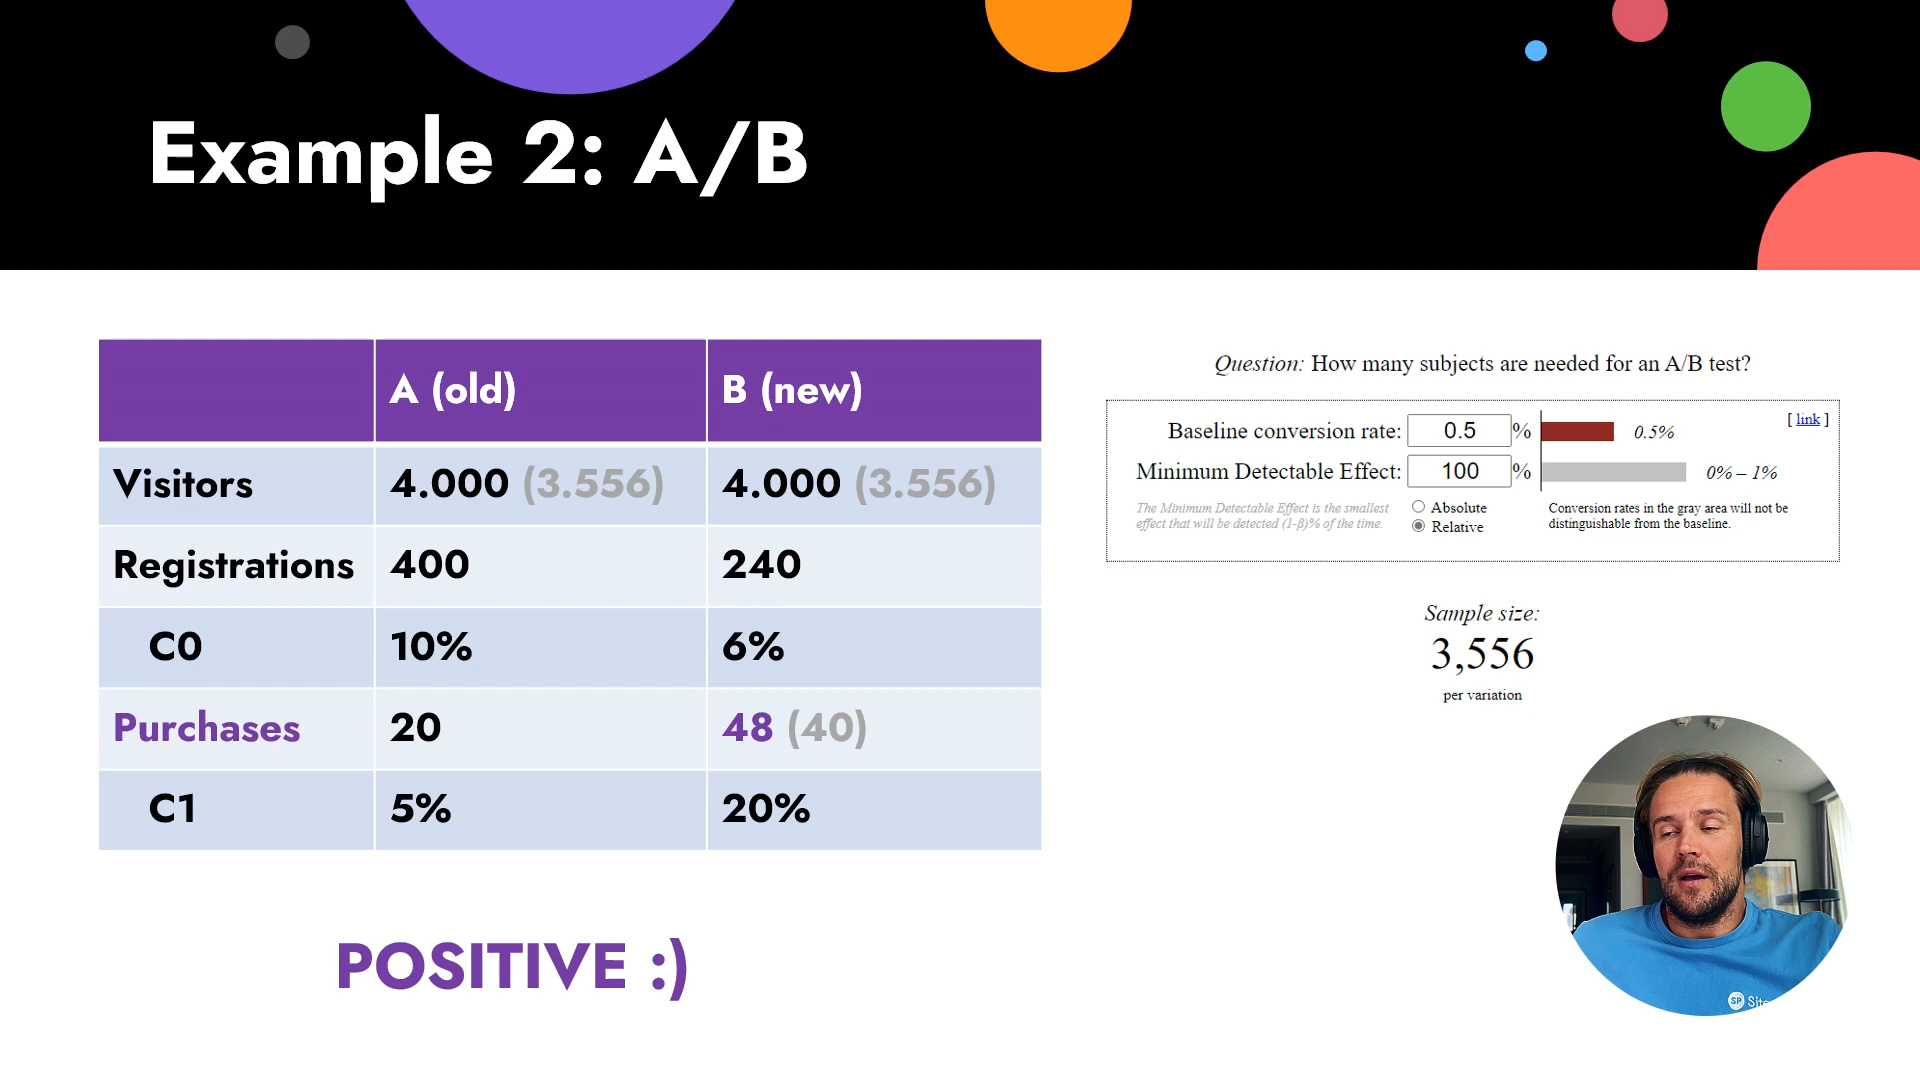 Example 2: A/B
A (old) B (new)
Visitors 4.000 (3.556) 4.000 (3.556)
Registrations 400 240
C0 10% 6%
Purchases 20 48 (40)
C1 5% 20%
POSITIVE :)
Question: How many subjects are needed for an A/B test?
[ link ]
Baseline conversion rate: 0.5 % 0.5%
Minimum Detectable Effect: 100 % 0% – 1%
The Minimum Detectable Effect is the smallest
effect that will be detected (1-β)% of the time.
Absolute
Relative
Conversion rates in the gray area will not be
distinguishable from the baseline.
Sample size:
3,556
per variation
SP